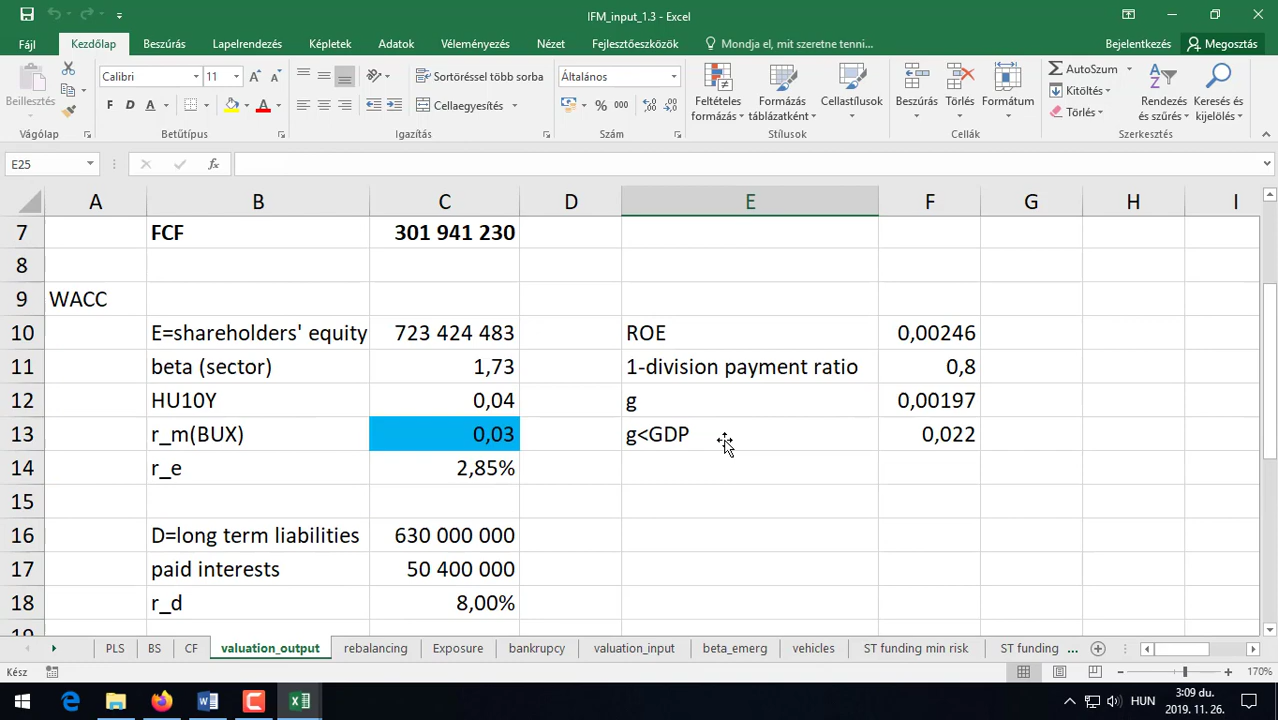 IFM_input_1.3 - Excel
Fájl Kezdőlap Beszúrás Lapelrendezés Képletek Adatok Véleményezés Nézet Fejlesztőeszközök Mondja el, mit szeretne tenni... Bejelentkezés Megosztás
Beillesztés
Calibri 11
F D A
Sortöréssel több sorba
Cellaegyesítés
Általános
% 000
Feltételes formázás
Formázás táblázatként
Cellastílusok
Beszúrás Törlés Formátum
AutoSzum
Kitöltés
Törlés
Rendezés és szűrés
Keresés és kijelölés
Vágólap Betűtípus Igazítás Szám Stílusok Cellák Szerkesztés
E25 fx
A B C D E F G H I
7 FCF 301 941 230
8
9 WACC
10 E=shareholders' equity 723 424 483 ROE 0,00246
11 beta (sector) 1,73 1-division payment ratio 0,8
12 HU10Y 0,04 g 0,00197
13 r_m(BUX) 0,03 g<GDP 0,022
14 r_e 2,85%
15
16 D=long term liabilities 630 000 000
17 paid interests 50 400 000
18 r_d 8,00%
19
PLS BS CF valuation_output rebalancing Exposure bankrupcy valuation_input beta_emerg vehicles ST funding min risk ST funding ...
Kész 170%
HUN 3:09 du.
2019. 11. 26.